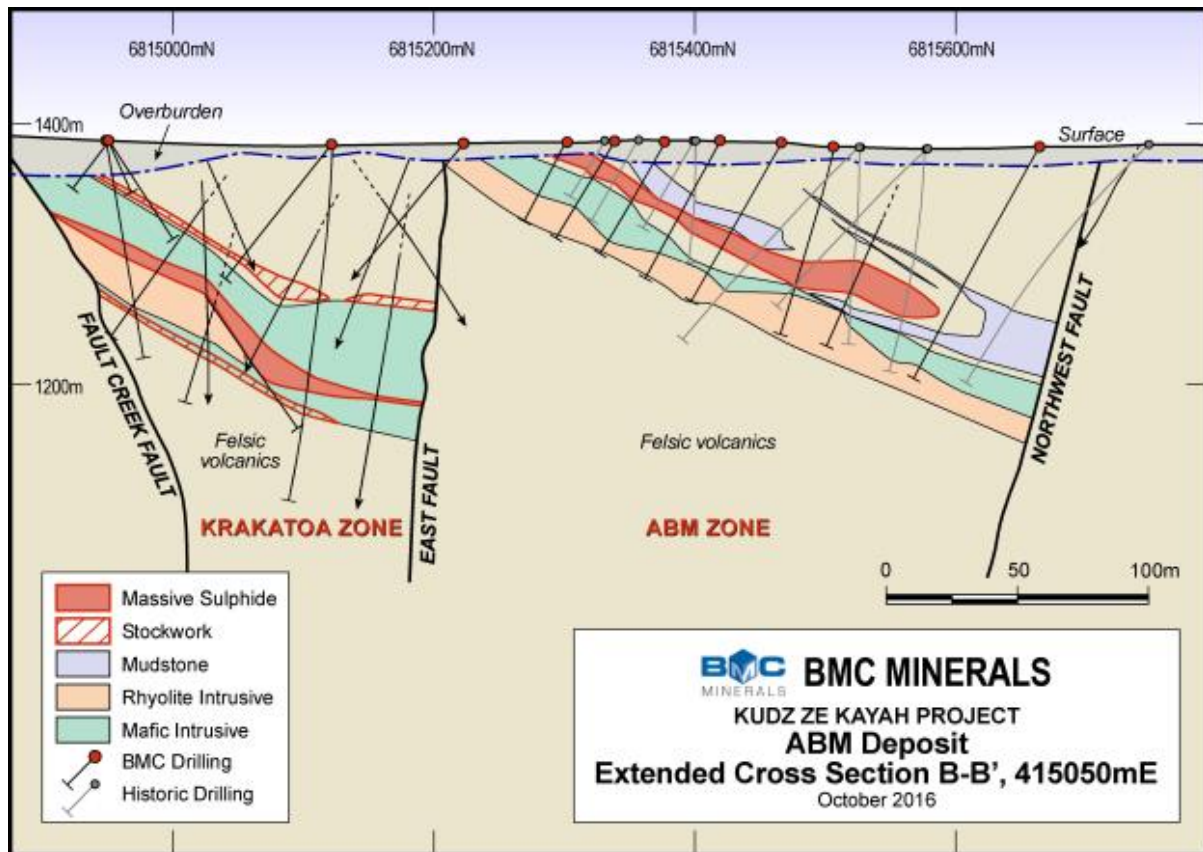 6815000mN
6815200mN
6815400mN
6815600mN
Overburden
1400m
Surface
1200m
FAULT CREEK FAULT
Felsic
volcanics
EAST FAULT
Felsic volcanics
NORTHWEST FAULT
KRAKATOA ZONE
ABM ZONE
0 50 100m
Massive Sulphide
Stockwork
Mudstone
Rhyolite Intrusive
Mafic Intrusive
BMC Drilling
Historic Drilling
BMC
MINERALS
BMC MINERALS
KUDZ ZE KAYAH PROJECT
ABM Deposit
Extended Cross Section B-B’, 415050mE
October 2016